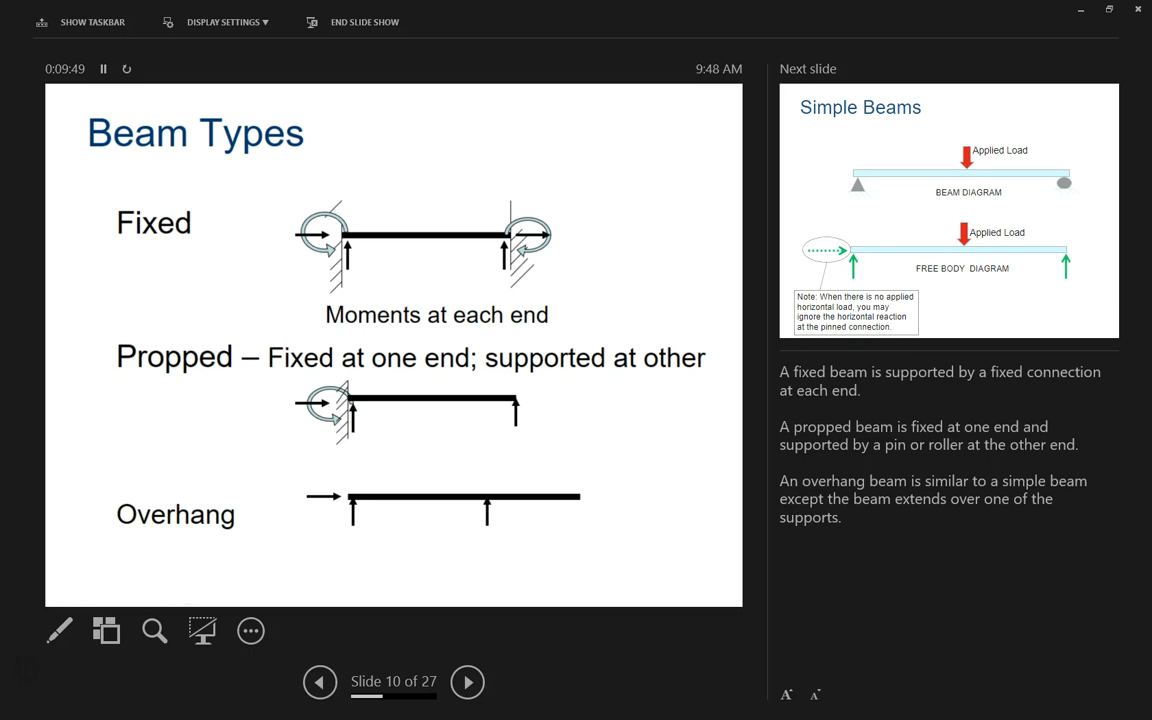 SHOW TASKBAR
DISPLAY SETTINGS ▼
END SLIDE SHOW
0:09:49
9:48 AM
Next slide
Beam Types
Fixed
Moments at each end
Propped – Fixed at one end; supported at other
Overhang
Simple Beams
Applied Load
BEAM DIAGRAM
Applied Load
FREE BODY DIAGRAM
Note: When there is no applied
horizontal load, you may
ignore the horizontal reaction
at the pinned connection.
A fixed beam is supported by a fixed connection
at each end.
A propped beam is fixed at one end and
supported by a pin or roller at the other end.
An overhang beam is similar to a simple beam
except the beam extends over one of the
supports.
Slide 10 of 27
A A